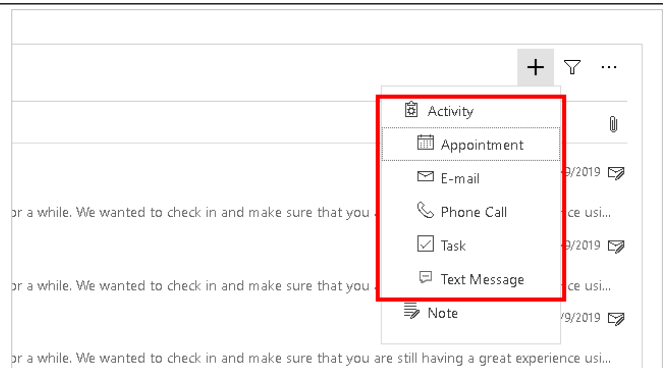 Activity
Appointment
9/2019
E-mail
or a while. We wanted to check in and make sure that you ce usi...
Phone Call
9/2019
Task
or a while. We wanted to check in and make sure that you ce usi...
Text Message
Note
/9/2019
or a while. We wanted to check in and make sure that you are still having a great experience usi...